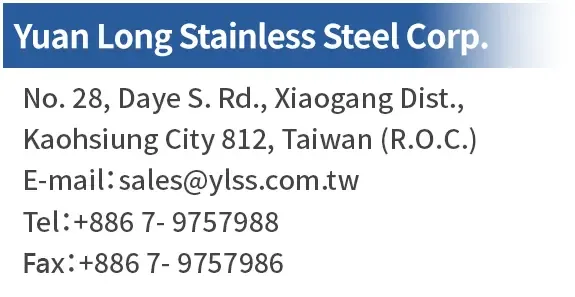 Yuan Long Stainless Steel Corp.
No. 28, Daye S. Rd., Xiaogang Dist.,
Kaohsiung City 812, Taiwan (R.O.C.)
E-mail：sales@ylss.com.tw
Tel：+886 7- 9757988
Fax：+886 7- 9757986